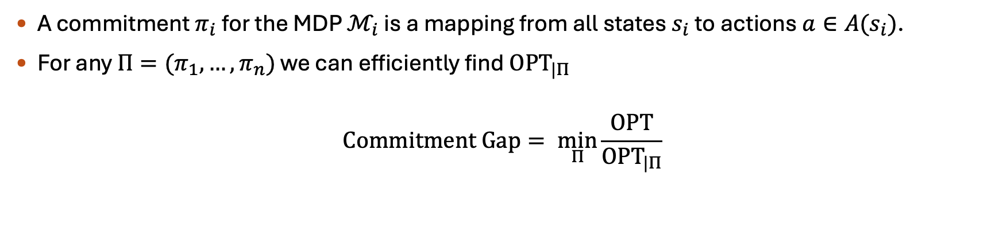 • A commitment 𝜋ᵢ for the MDP ℳᵢ is a mapping from all states 𝑠ᵢ to actions 𝑎 ∈ 𝐴(𝑠ᵢ).
• For any Π = (𝜋₁, … , 𝜋ₙ) we can efficiently find OPT|Π
Commitment Gap = min_Π OPT / OPT|Π